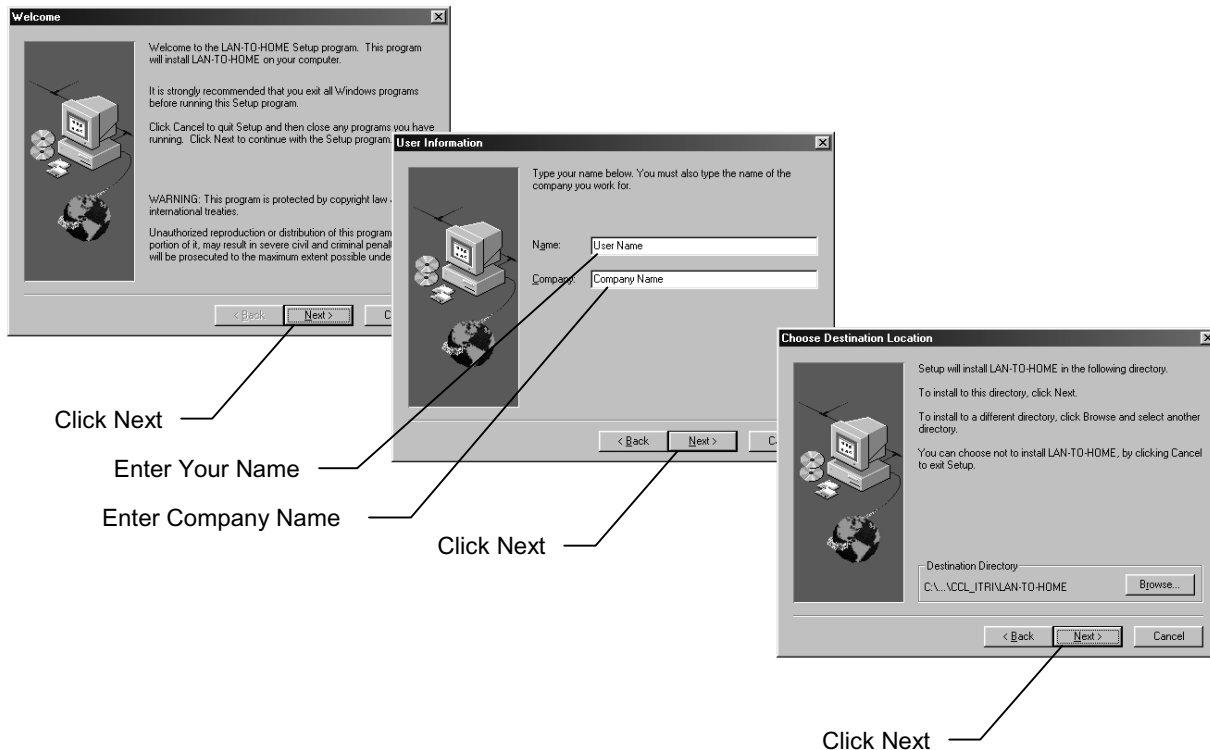 Welcome
Welcome to the LAN-TO-HOME Setup program. This program
will install LAN-TO-HOME on your computer.
It is strongly recommended that you exit all Windows programs
before running this Setup program.
Click Cancel to quit Setup and then close any programs you have
running. Click Next to continue with the Setup program.
WARNING: This program is protected by copyright law
international treaties.
Unauthorized reproduction or distribution of this program
portion of it, may result in severe civil and criminal
will be prosecuted to the maximum extent possible under
< Back
Next >
User Information
Type your name below. You must also type the name of the
company you work for.
Name:
User Name
Company:
Company Name
< Back
Next >
Choose Destination Location
Setup will install LAN-TO-HOME in the following directory.
To install to this directory, click Next.
To install to a different directory, click Browse and select another
directory.
You can choose not to install LAN-TO-HOME, by clicking Cancel
to exit Setup.
Destination Directory
C:\...\CCL_ITRI\LAN-TO-HOME
Browse...
< Back
Next >
Cancel
Click Next
Enter Your Name
Enter Company Name
Click Next
Click Next